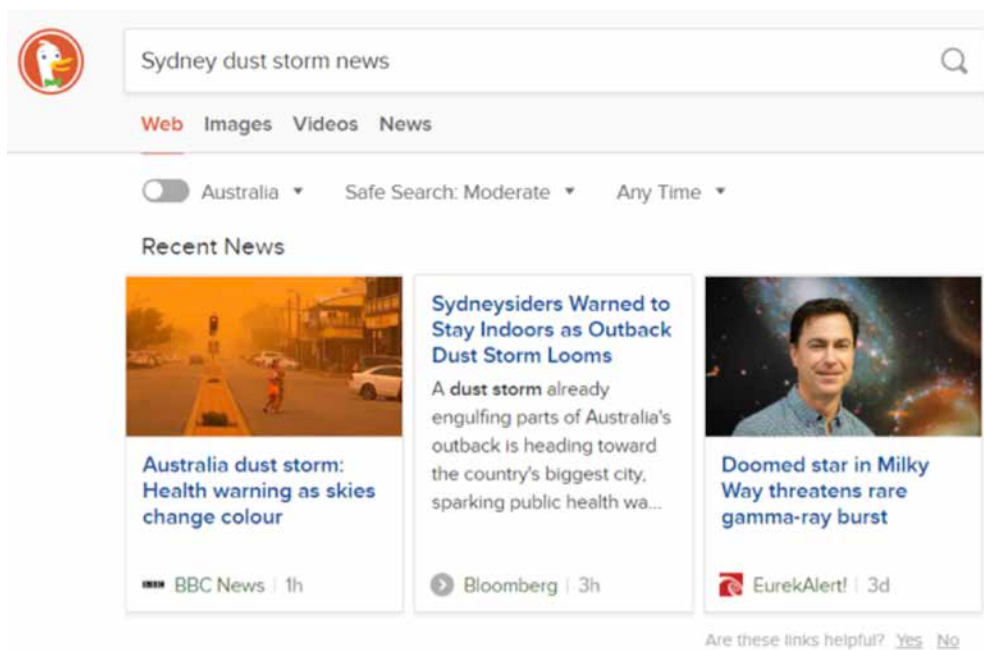 Sydney dust storm news
Web Images Videos News
Australia Safe Search: Moderate Any Time
Recent News
Australia dust storm:
Health warning as skies
change colour
BBC News 1h
Sydneysiders Warned to
Stay Indoors as Outback
Dust Storm Looms
A dust storm already
engulfing parts of Australia's
outback is heading toward
the country's biggest city,
sparking public health wa...
Bloomberg 3h
Doomed star in Milky
Way threatens rare
gamma-ray burst
EurekAlert! 3d
Are these links helpful? Yes No